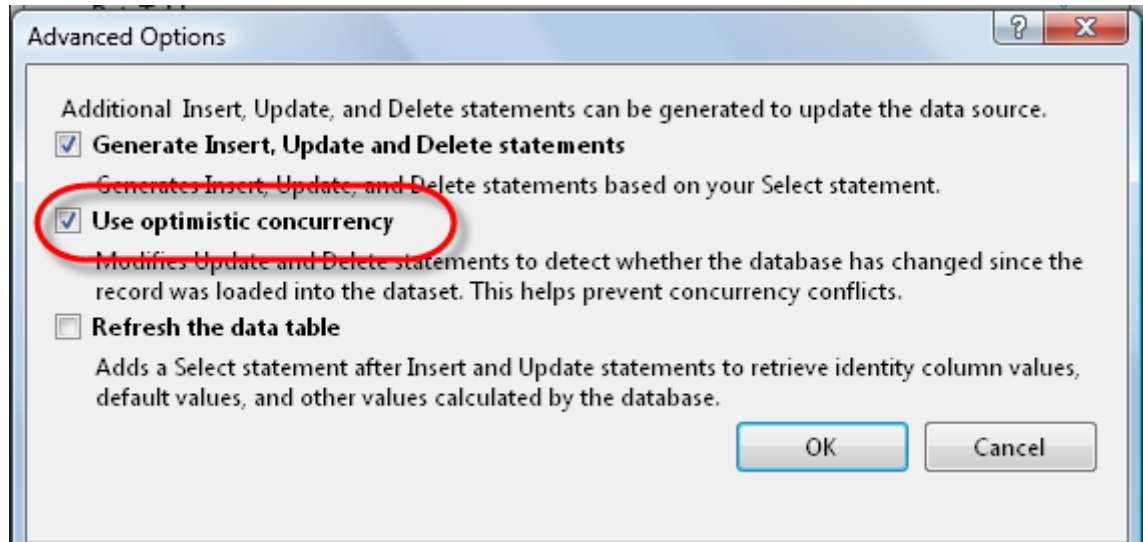 Advanced Options
Additional Insert, Update, and Delete statements can be generated to update the data source.
Generate Insert, Update and Delete statements
Generates Insert, Update, and Delete statements based on your Select statement.
Use optimistic concurrency
Modifies Update and Delete statements to detect whether the database has changed since the
record was loaded into the dataset. This helps prevent concurrency conflicts.
Refresh the data table
Adds a Select statement after Insert and Update statements to retrieve identity column values,
default values, and other values calculated by the database.
OK
Cancel